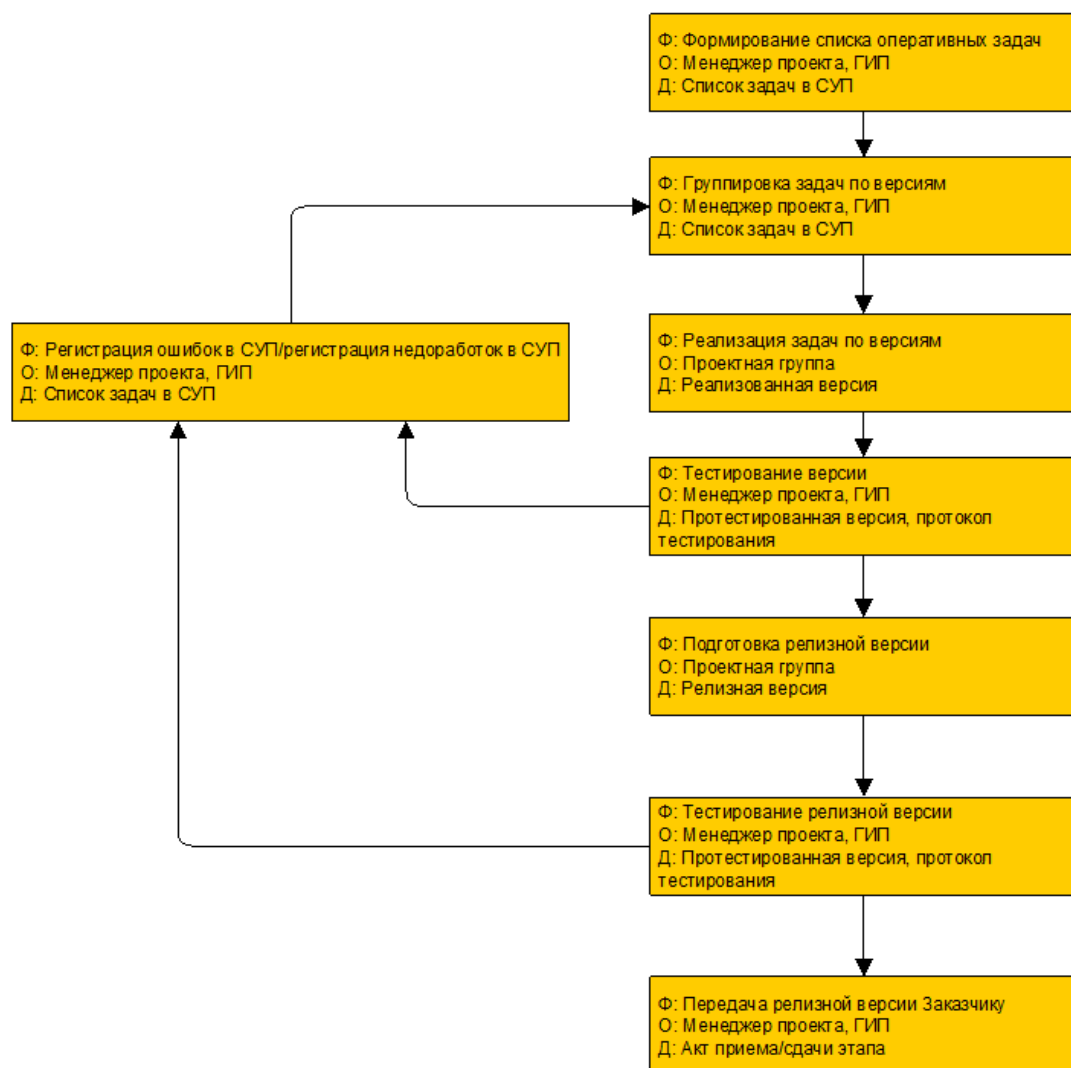 Ф: Формирование списка оперативных задач
О: Менеджер проекта, ГИП
Д: Список задач в СУП
Ф: Группировка задач по версиям
О: Менеджер проекта, ГИП
Д: Список задач в СУП
Ф: Регистрация ошибок в СУП/регистрация недоработок в СУП
О: Менеджер проекта, ГИП
Д: Список задач в СУП
Ф: Реализация задач по версиям
О: Проектная группа
Д: Реализованная версия
Ф: Тестирование версии
О: Менеджер проекта, ГИП
Д: Протестированная версия, протокол
тестирования
Ф: Подготовка релизной версии
О: Проектная группа
Д: Релизная версия
Ф: Тестирование релизной версии
О: Менеджер проекта, ГИП
Д: Протестированная версия, протокол
тестирования
Ф: Передача релизной версии Заказчику
О: Менеджер проекта, ГИП
Д: Акт приема/сдачи этапа